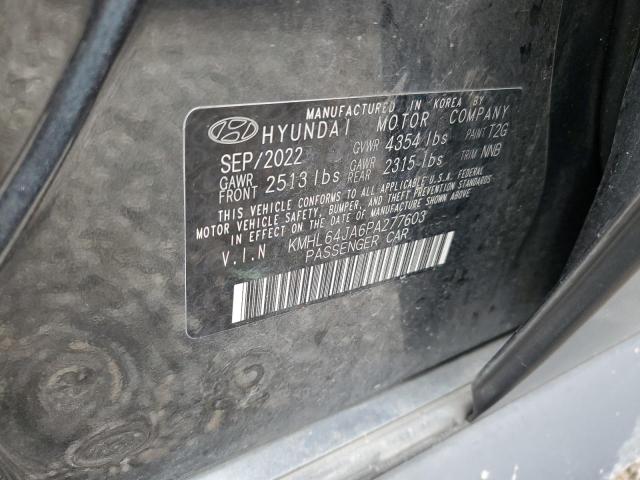 MANUFACTURED IN KOREA BY
HYUNDAI MOTOR COMPANY
SEP/2022 GVWR 4354 lbs PAINT T2G
GAWR FRONT 2513 lbs GAWR REAR 2315 lbs TRIM NNB
THIS VEHICLE CONFORMS TO ALL APPLICABLE U.S.A. FEDERAL
MOTOR VEHICLE SAFETY, BUMPER, AND THEFT PREVENTION STANDARDS
IN EFFECT ON THE DATE OF MANUFACTURE SHOWN ABOVE
V.I.N KMHL64JA6PA277603
PASSENGER CAR